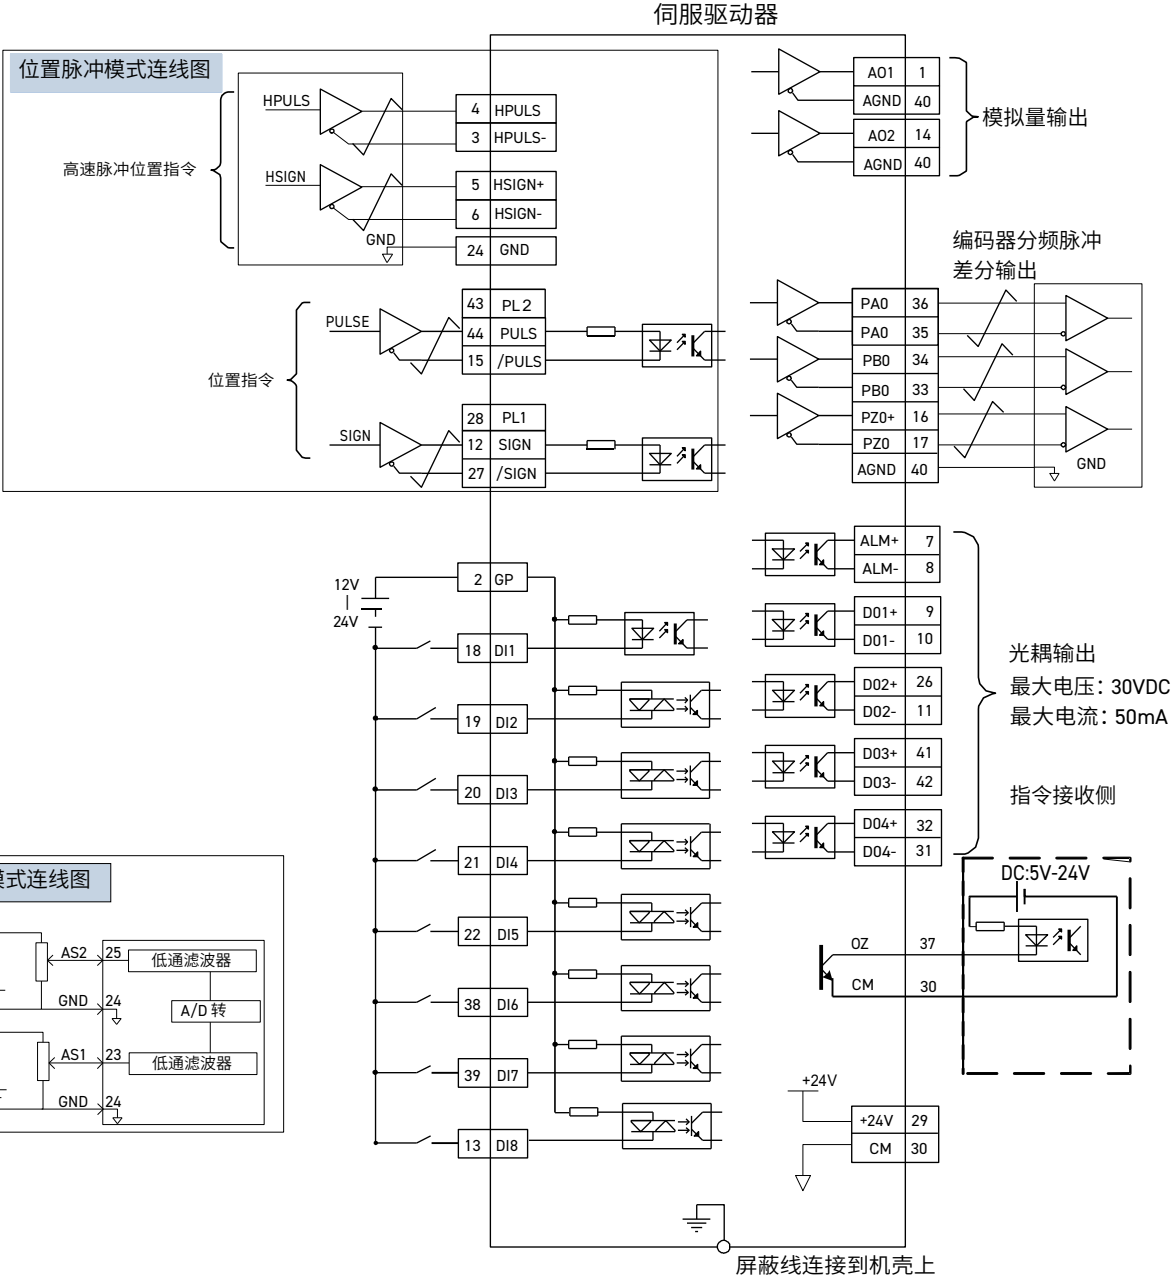 伺服驱动器
位置脉冲模式连线图
高速脉冲位置指令
HPULS
4 HPULS
3 HPULS-
HSIGN
5 HSIGN+
6 HSIGN-
GND
24 GND
位置指令
43 PL2
PULSE
44 PULS
15 /PULS
28 PL1
SIGN
12 SIGN
27 /SIGN
AO1 1
AGND 40
AO2 14
AGND 40
模拟量输出
编码器分频脉冲
差分输出
PA0 36
PA0 35
PB0 34
PB0 33
PZ0+ 16
PZ0 17
AGND 40
GND
12V
|
24V
2 GP
18 DI1
19 DI2
20 DI3
21 DI4
22 DI5
38 DI6
39 DI7
13 DI8
ALM+ 7
ALM- 8
D01+ 9
D01- 10
D02+ 26
D02- 11
D03+ 41
D03- 42
D04+ 32
D04- 31
光耦输出
最大电压：30VDC
最大电流：50mA
指令接收侧
DC:5V-24V
OZ 37
CM 30
+24V
+24V 29
CM 30
式连线图
AS2 25
低通滤波器
GND 24
A/D 转
AS1 23
低通滤波器
GND 24
屏蔽线连接到机壳上